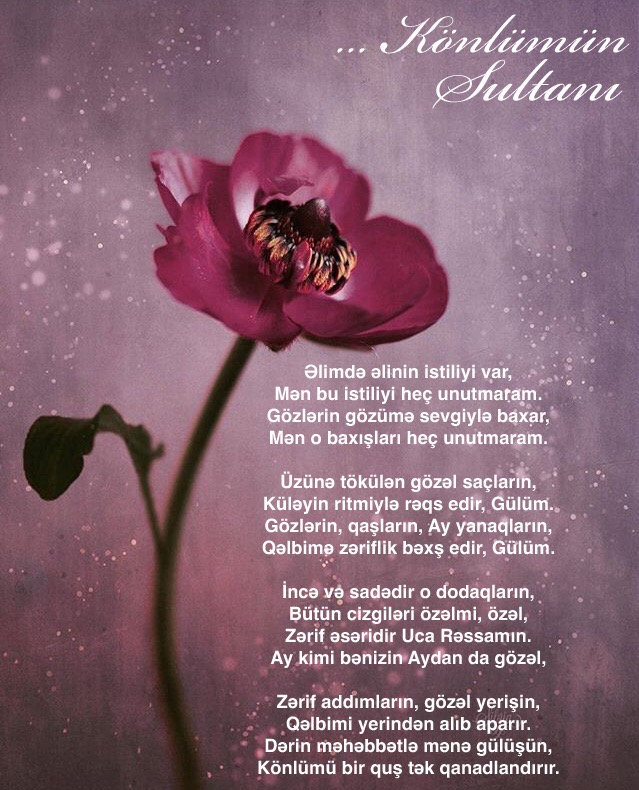 ... Könlümün
Sultanı
Əlimdə əlinin istiliyi var,
Mən bu istiliyi heç unutmaram.
Gözlərin gözümə sevgiylə baxar,
Mən o baxışları heç unutmaram.
Üzünə tökülən gözəl saçların,
Küləyin ritmiylə rəqs edir, Gülüm.
Gözlərin, qaşların, Ay yanaqların,
Qəlbimə zəriflik bəxş edir, Gülüm.
İncə və sadədir o dodaqların,
Bütün cizgiləri özəlmi, özəl,
Zərif əsəridir Uca Rəssamın.
Ay kimi bənizin Aydan da gözəl,
Zərif addımların, gözəl yerişin,
Qəlbimi yerindən alıb aparır.
Dərin məhəbbətlə mənə gülüşün,
Könlümü bir quş tək qanadlandırır.